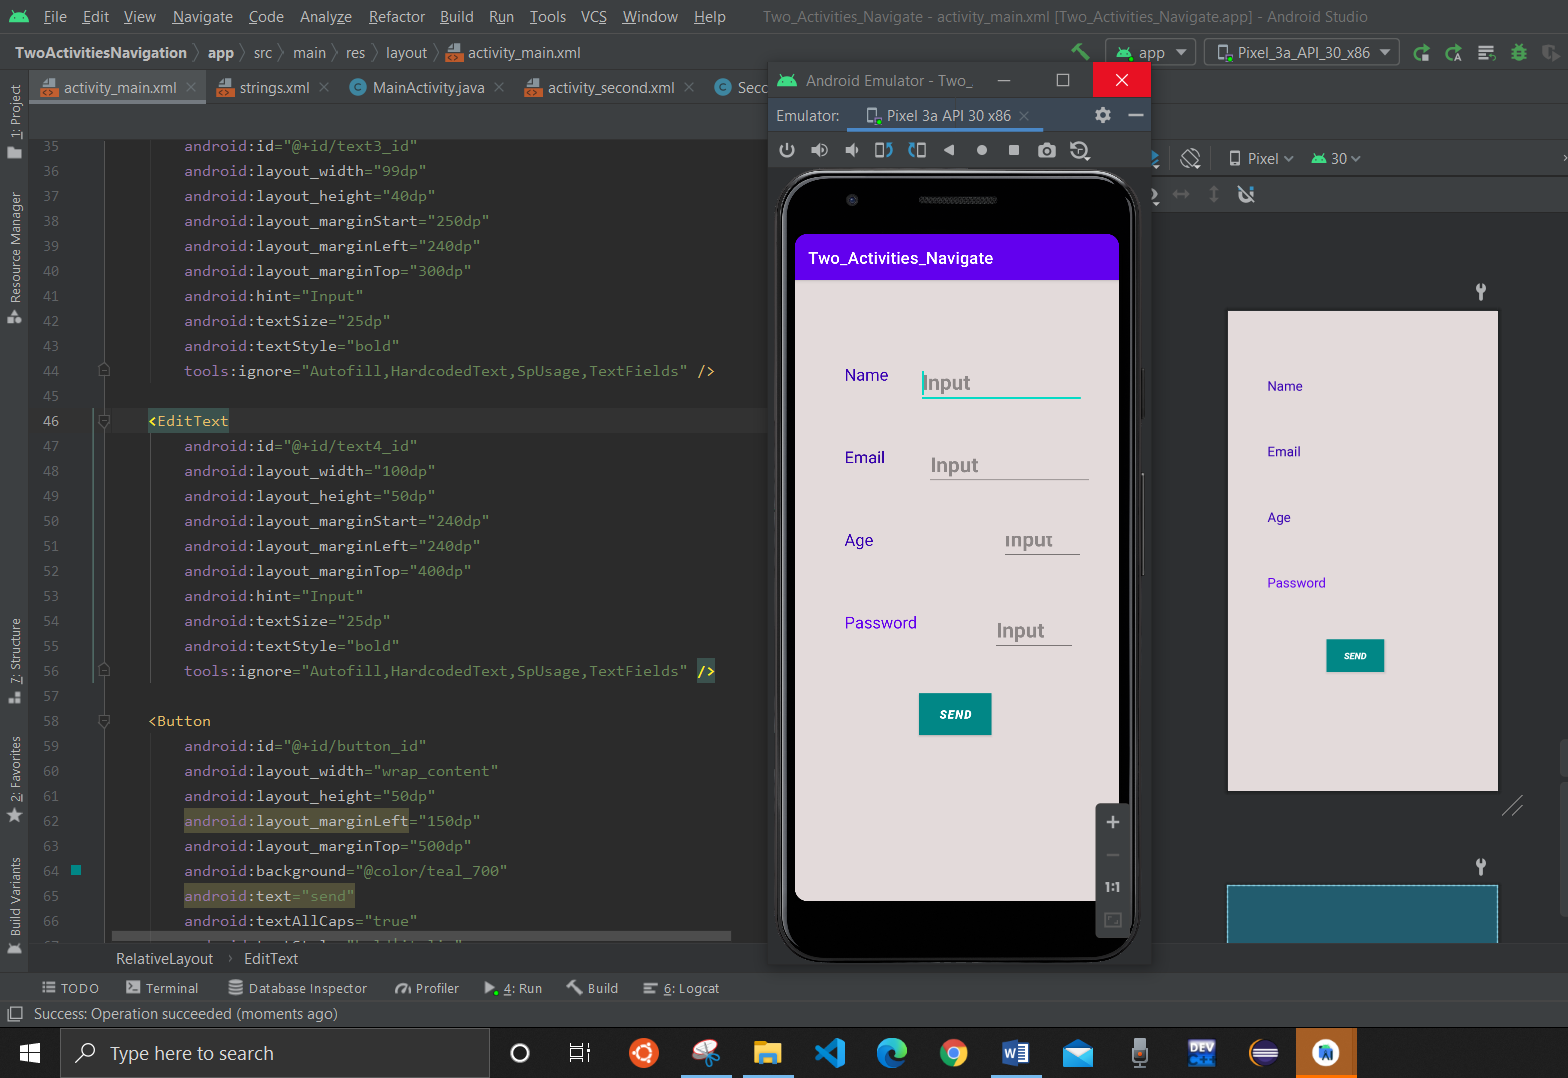 File Edit View Navigate Code Analyze Refactor Build Run Tools VCS Window Help Two_Activities_Navigate - activity_main.xml [Two_Activities_Navigate.app] - Android Studio
TwoActivitiesNavigation app src main res layout activity_main.xml app Pixel_3a_API_30_x86
activity_main.xml strings.xml MainActivity.java activity_second.xml Seco
Android Emulator - Two_
Emulator: Pixel 3a API 30 x86
Pixel 30
1: Project
Resource Manager
7: Structure
2: Favorites
Build Variants
35 android:id="@+id/text3_id"
36 android:layout_width="99dp"
37 android:layout_height="40dp"
38 android:layout_marginStart="250dp"
39 android:layout_marginLeft="240dp"
40 android:layout_marginTop="300dp"
41 android:hint="Input"
42 android:textSize="25dp"
43 android:textStyle="bold"
44 tools:ignore="Autofill,HardcodedText,SpUsage,TextFields" />
45
46 <EditText
47 android:id="@+id/text4_id"
48 android:layout_width="100dp"
49 android:layout_height="50dp"
50 android:layout_marginStart="240dp"
51 android:layout_marginLeft="240dp"
52 android:layout_marginTop="400dp"
53 android:hint="Input"
54 android:textSize="25dp"
55 android:textStyle="bold"
56 tools:ignore="Autofill,HardcodedText,SpUsage,TextFields" />
57
58 <Button
59 android:id="@+id/button_id"
60 android:layout_width="wrap_content"
61 android:layout_height="50dp"
62 android:layout_marginLeft="150dp"
63 android:layout_marginTop="500dp"
64 android:background="@color/teal_700"
65 android:text="send"
66 android:textAllCaps="true"
RelativeLayout EditText
Two_Activities_Navigate
Name Input
Email Input
Age Input
Password Input
SEND
1:1
Name
Email
Age
Password
SEND
TODO Terminal Database Inspector Profiler 4: Run Build 6: Logcat
Success: Operation succeeded (moments ago)
Type here to search
DEV
C++